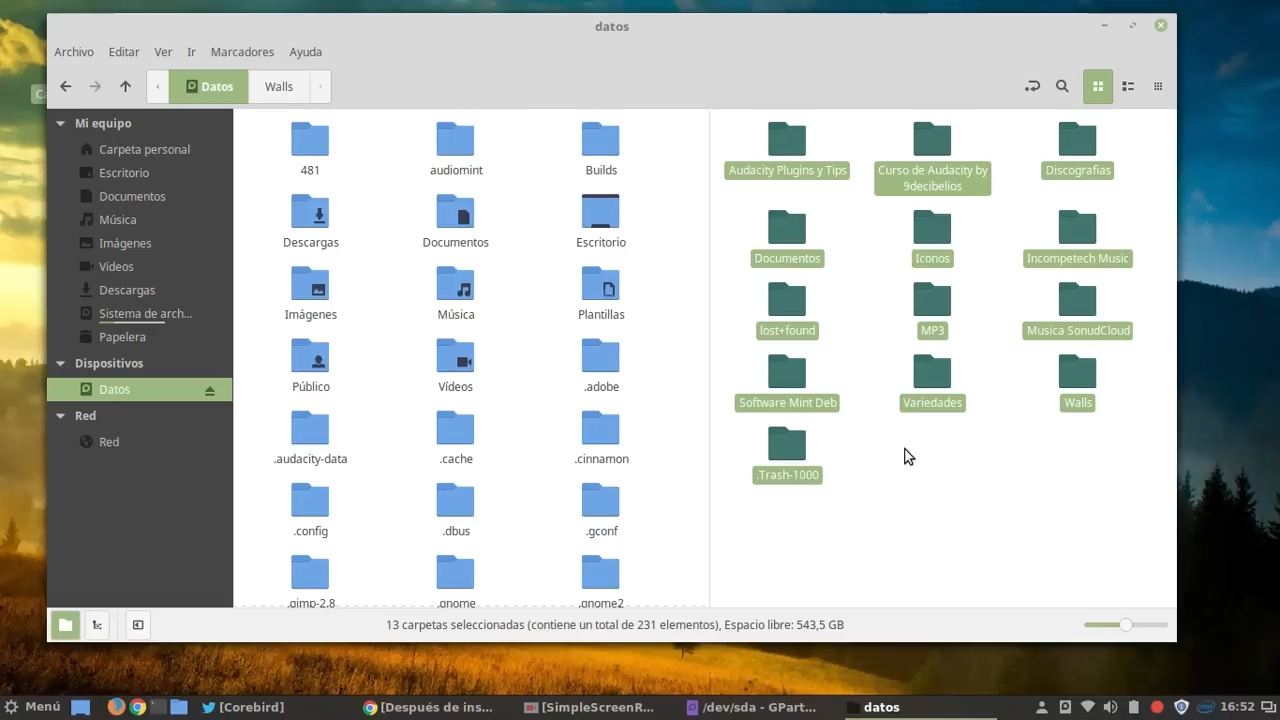 datos
Archivo Editar Ver Ir Marcadores Ayuda
Datos Walls
Mi equipo
Carpeta personal
Escritorio
Documentos
Música
Imágenes
Vídeos
Descargas
Sistema de arch...
Papelera
Dispositivos
Datos
Red
Red
481 audiomint Builds
Descargas Documentos Escritorio
Imágenes Música Plantillas
Público Vídeos .adobe
.audacity-data .cache .cinnamon
.config .dbus .gconf
.gimp-2.8 .gnome .gnome2
Audacity Plugins y Tips Curso de Audacity by Discografias
9decibelios
Documentos Iconos Incompetech Music
lost+found MP3 Musica SonudCloud
Software Mint Deb Variedades Walls
.Trash-1000
13 carpetas seleccionadas (contiene un total de 231 elementos), Espacio libre: 543,5 GB
Menú [Corebird] [Después de ins... [SimpleScreenR... /dev/sda - GPart... datos 16:52